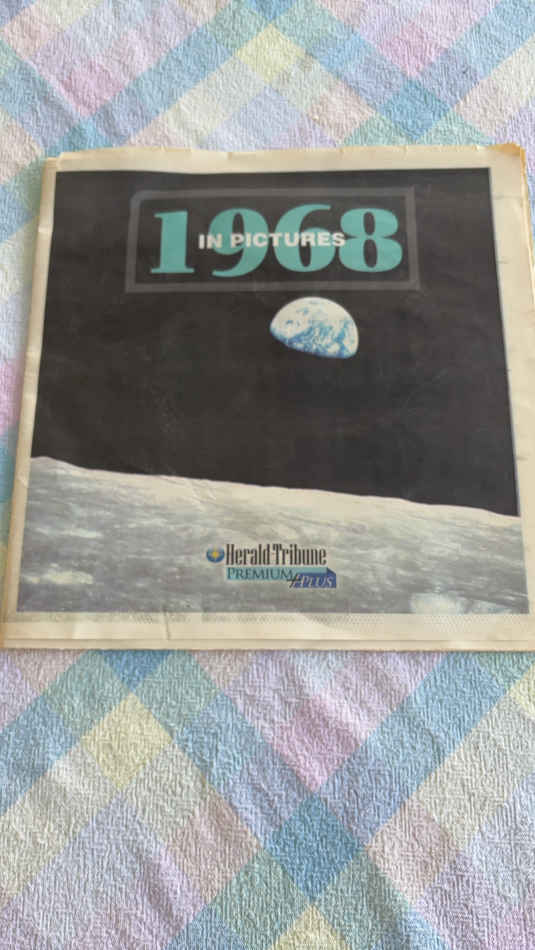 1968
IN PICTURES
Herald Tribune
PREMIUM +PLUS